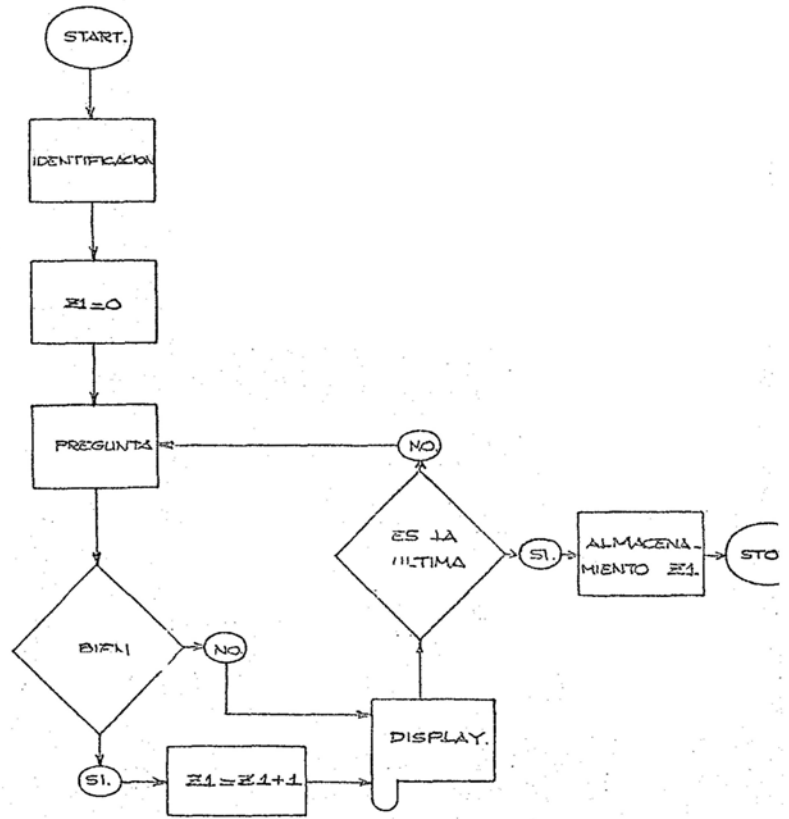 START.
IDENTIFICACION
Z1=0
PREGUNTA
NO.
ES LA
ULTIMA
SI.
ALMACENA-
MIENTO Z1.
STO
BIEN
NO.
DISPLAY.
SI.
Z1=Z1+1